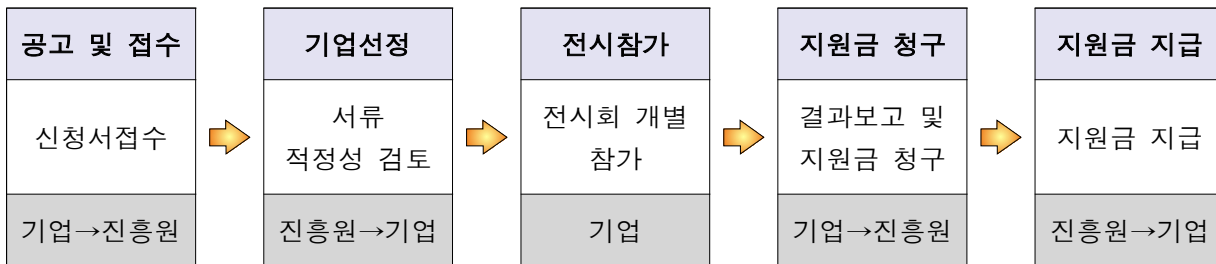 공고 및 접수
신청서접수
기업→진흥원
기업선정
서류
적정성 검토
진흥원→기업
전시참가
전시회 개별
참가
기업
지원금 청구
결과보고 및
지원금 청구
기업→진흥원
지원금 지급
지원금 지급
진흥원→기업